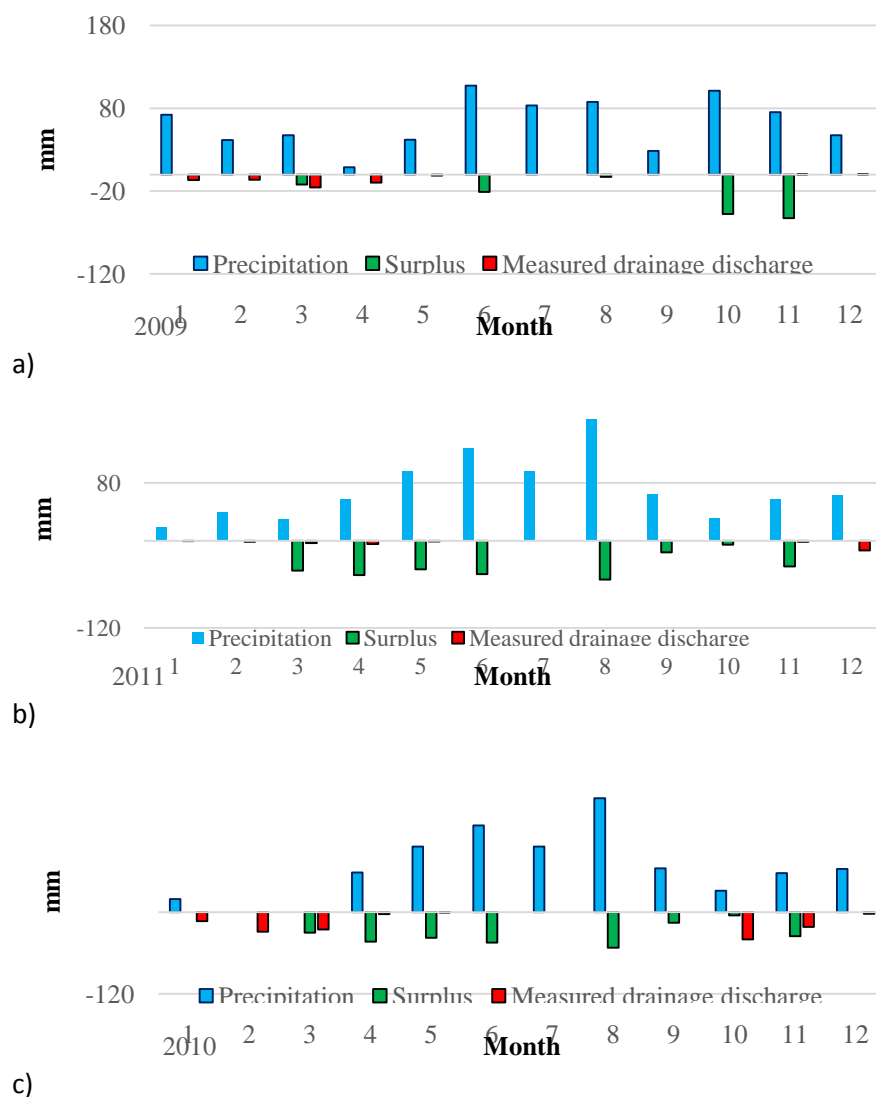 180
80
mm
-20
Precipitation Surplus Measured drainage discharge
-120
1 2 3 4 5 6 7 8 9 10 11 12
2009 Month
a)
80
mm
-120
Precipitation Surplus Measured drainage discharge
1 2 3 4 5 6 7 8 9 10 11 12
2011 Month
b)
mm
-120
Precipitation Surplus Measured drainage discharge
1 2 3 4 5 6 7 8 9 10 11 12
2010 Month
c)